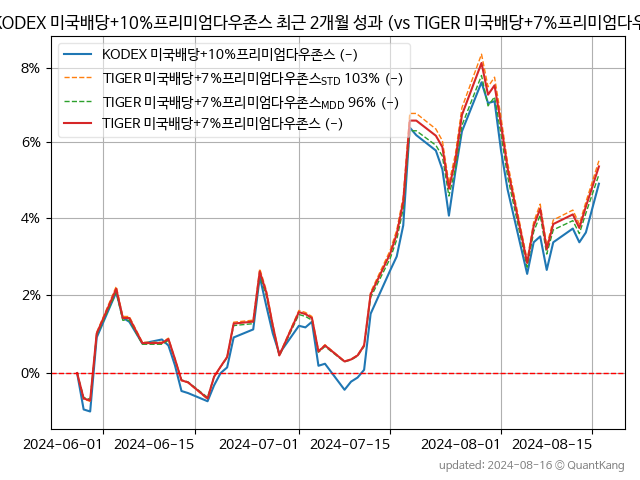 KODEX 미국배당+10%프리미엄다우존스 최근 2개월 성과 (vs TIGER 미국배당+7%프리미엄다우
KODEX 미국배당+10%프리미엄다우존스 (-)
TIGER 미국배당+7%프리미엄다우존스STD 103% (-)
TIGER 미국배당+7%프리미엄다우존스MDD 96% (-)
TIGER 미국배당+7%프리미엄다우존스 (-)
8%
6%
4%
2%
0%
2024-06-01 2024-06-15 2024-07-01 2024-07-15 2024-08-01 2024-08-15
updated: 2024-08-16 © QuantKang